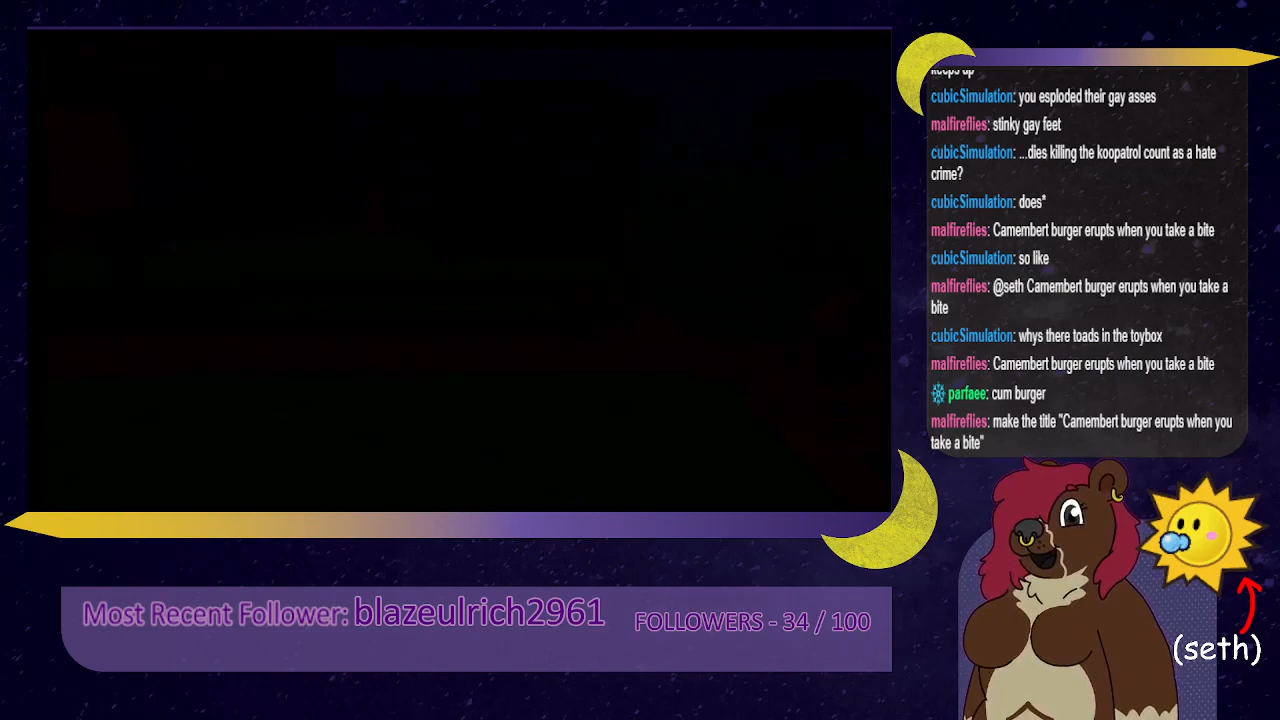 keeps up
cubicSimulation: you esploded their gay asses
malfireflies: stinky gay feet
cubicSimulation: ...dies killing the koopatrol count as a hate
crime?
cubicSimulation: does*
malfireflies: Camembert burger erupts when you take a bite
cubicSimulation: so like
malfireflies: @seth Camembert burger erupts when you take a
bite
cubicSimulation: whys there toads in the toybox
malfireflies: Camembert burger erupts when you take a bite
parfaee: cum burger
malfireflies: make the title "Camembert burger erupts when you
take a bite"
Most Recent Follower: blazeulrich2961
FOLLOWERS - 34 / 100
(seth)